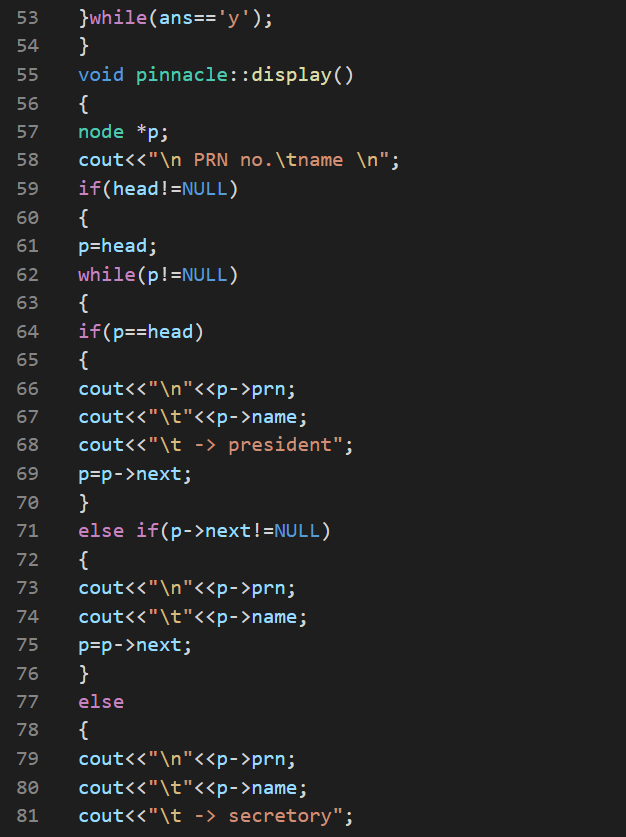 53 }while(ans=='y');
54 }
55 void pinnacle::display()
56 {
57 node *p;
58 cout<<"\n PRN no.\tname \n";
59 if(head!=NULL)
60 {
61 p=head;
62 while(p!=NULL)
63 {
64 if(p==head)
65 {
66 cout<<"\n"<<p->prn;
67 cout<<"\t"<<p->name;
68 cout<<"\t -> president";
69 p=p->next;
70 }
71 else if(p->next!=NULL)
72 {
73 cout<<"\n"<<p->prn;
74 cout<<"\t"<<p->name;
75 p=p->next;
76 }
77 else
78 {
79 cout<<"\n"<<p->prn;
80 cout<<"\t"<<p->name;
81 cout<<"\t -> secretory";